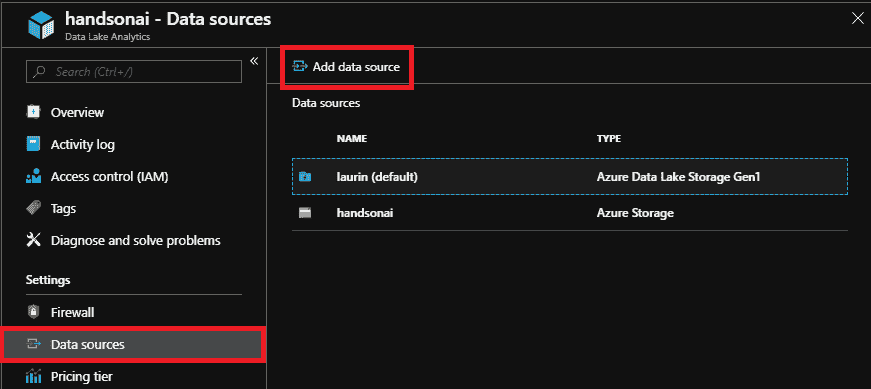 handsonai - Data sources
Data Lake Analytics
Search (Ctrl+/)
Overview
Activity log
Access control (IAM)
Tags
Diagnose and solve problems
Settings
Firewall
Data sources
Pricing tier
Add data source
Data sources
NAME TYPE
laurin (default) Azure Data Lake Storage Gen1
handsonai Azure Storage